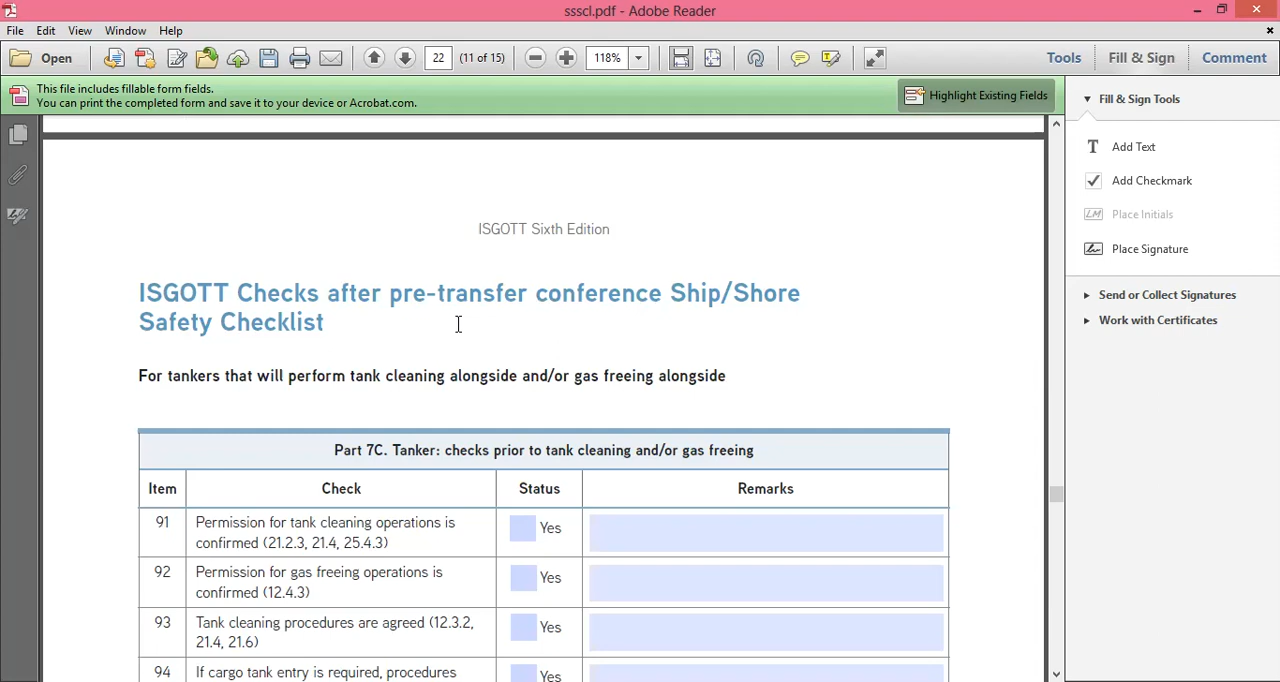 ssscl.pdf - Adobe Reader
File Edit View Window Help
Open 22 (11 of 15) 118% Tools Fill & Sign Comment
This file includes fillable form fields.
You can print the completed form and save it to your device or Acrobat.com.
Highlight Existing Fields
Fill & Sign Tools
Add Text
Add Checkmark
LM Place Initials
Place Signature
Send or Collect Signatures
Work with Certificates
ISGOTT Sixth Edition
ISGOTT Checks after pre-transfer conference Ship/Shore
Safety Checklist
For tankers that will perform tank cleaning alongside and/or gas freeing alongside
Part 7C. Tanker: checks prior to tank cleaning and/or gas freeing
Item Check Status Remarks
91 Permission for tank cleaning operations is Yes
confirmed (21.2.3, 21.4, 25.4.3)
92 Permission for gas freeing operations is Yes
confirmed (12.4.3)
93 Tank cleaning procedures are agreed (12.3.2, Yes
21.4, 21.6)
94 If cargo tank entry is required, procedures Yes